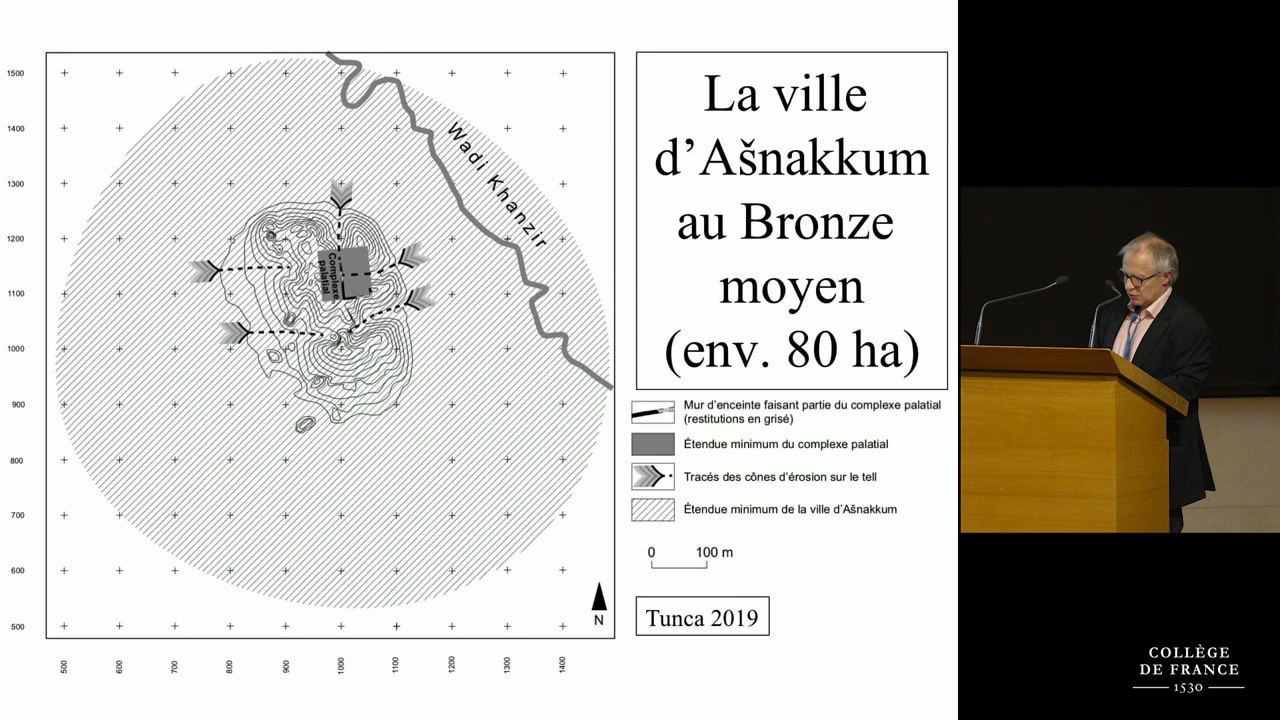 1500
1400
1300
1200
1100
1000
900
800
700
600
500
500
600
700
800
900
1000
1100
1200
1300
1400
Wadi Khanzir
Complexe
palatial
N
La ville
d’Ašnakkum
au Bronze
moyen
(env. 80 ha)
Mur d’enceinte faisant partie du complexe palatial
(restitutions en grisé)
Étendue minimum du complexe palatial
Tracés des cônes d’érosion sur le tell
Étendue minimum de la ville d’Ašnakkum
0 100 m
Tunca 2019
COLLÈGE
DE FRANCE
1530